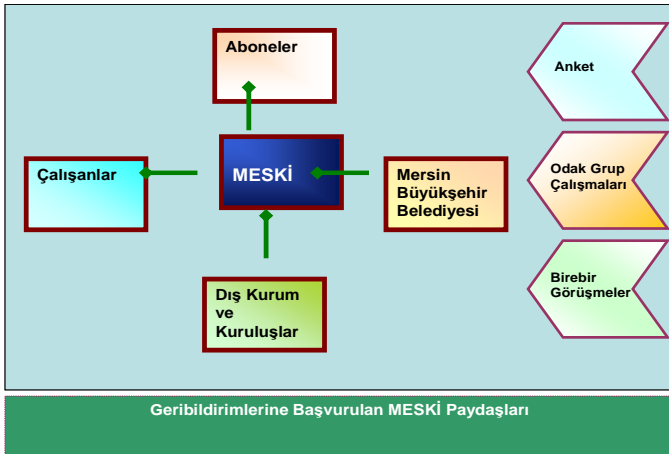 Aboneler
Anket
Çalışanlar
MESKİ
Mersin
Büyükşehir
Belediyesi
Odak Grup
Çalışmaları
Dış Kurum
ve
Kuruluşlar
Birebir
Görüşmeler
Geribildirimlerine Başvurulan MESKİ Paydaşları